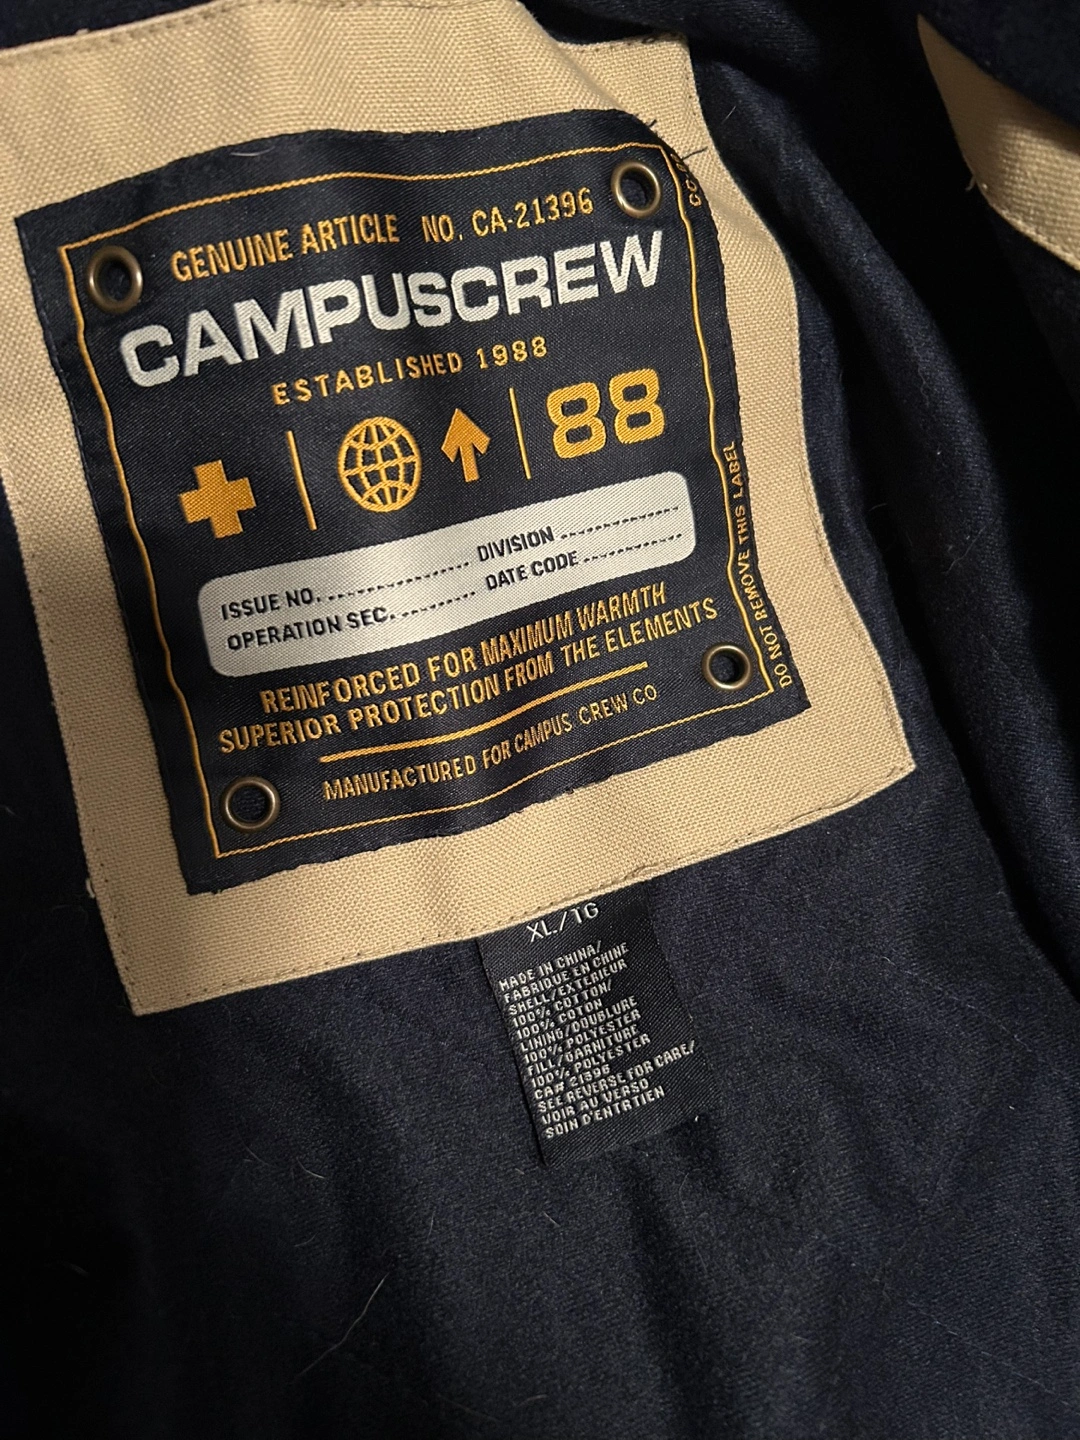 GENUINE ARTICLE NO. CA-21396
CAMPUSCREW
ESTABLISHED 1988
88
ISSUE NO. ........................ DIVISION ........................
OPERATION SEC. ............ DATE CODE ....................
REINFORCED FOR MAXIMUM WARMTH
SUPERIOR PROTECTION FROM THE ELEMENTS
MANUFACTURED FOR CAMPUS CREW CO
DO NOT REMOVE THIS LABEL
XL/TG
MADE IN CHINA/
FABRIQUE EN CHINE
SHELL/EXTERIEUR
100% COTTON/
100% COTON
LINING/DOUBLURE
100% POLYESTER
FILL/GARNITURE
100% POLYESTER
CA# 21396
SEE REVERSE FOR CARE/
VOIR AU VERSO
SOIN D'ENTRTIEN